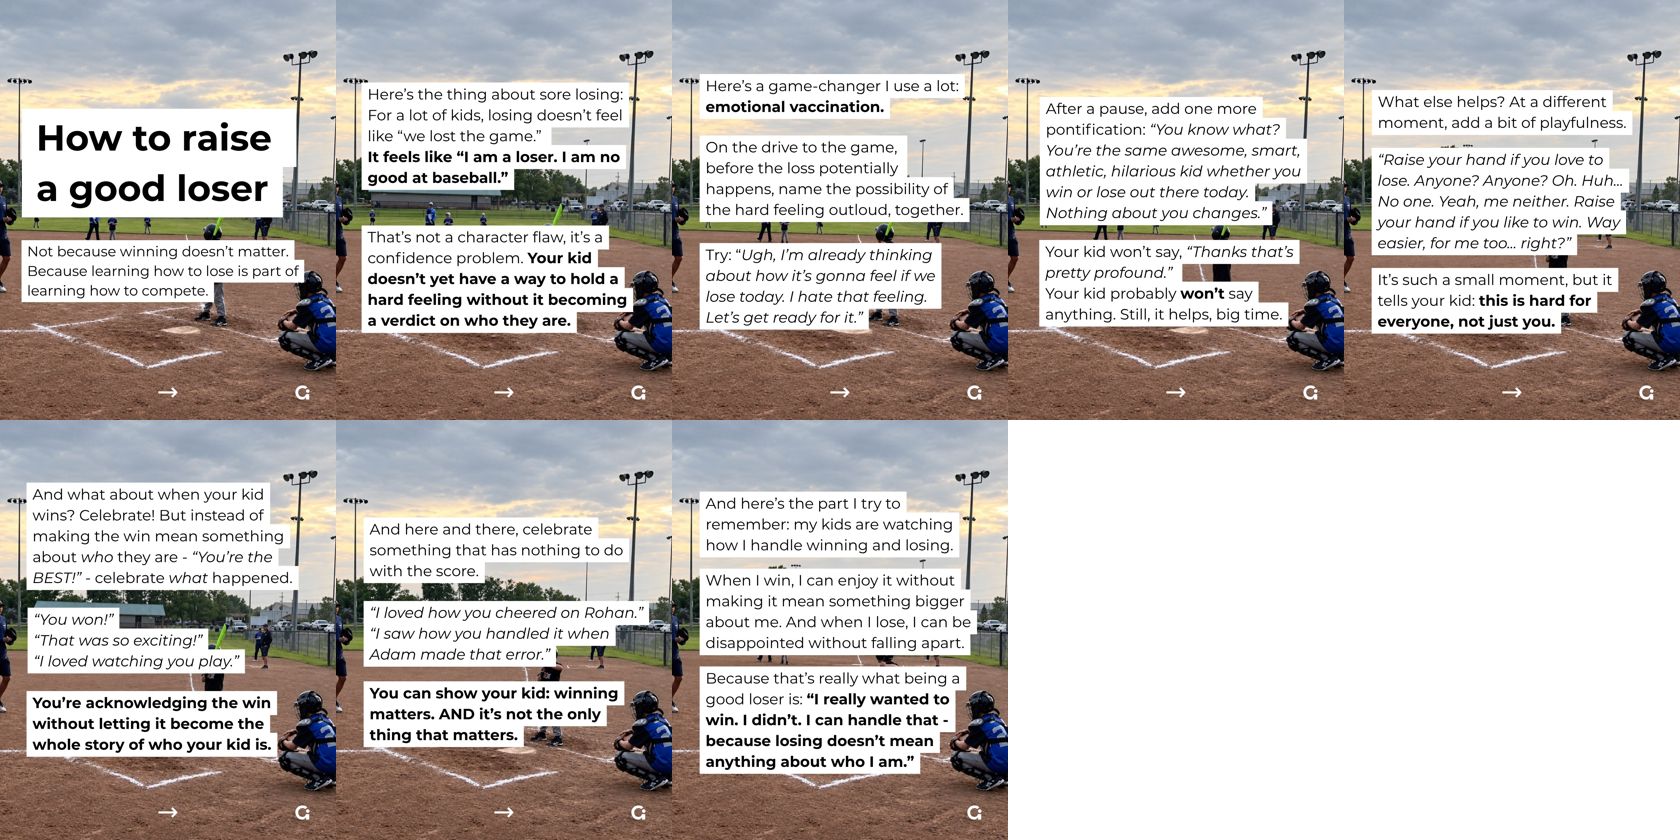 How to raise
a good loser
Not because winning doesn't matter.
Because learning how to lose is part of
learning how to compete.
Here's the thing about sore losing:
For a lot of kids, losing doesn't feel
like “we lost the game.”
It feels like “I am a loser. I am no
good at baseball.”
That's not a character flaw, it's a
confidence problem. Your kid
doesn't yet have a way to hold a
hard feeling without it becoming
a verdict on who they are.
Here's a game-changer I use a lot:
emotional vaccination.
On the drive to the game,
before the loss potentially
happens, name the possibility of
the hard feeling outloud, together.
Try: “Ugh, I'm already thinking
about how it's gonna feel if we
lose today. I hate that feeling.
Let's get ready for it.”
After a pause, add one more
pontification: “You know what?
You're the same awesome, smart,
athletic, hilarious kid whether you
win or lose out there today.
Nothing about you changes.”
Your kid won't say, “Thanks that's
pretty profound.”
Your kid probably won't say
anything. Still, it helps, big time.
What else helps? At a different
moment, add a bit of playfulness.
“Raise your hand if you love to
lose. Anyone? Anyone? Oh. Huh...
No one. Yeah, me neither. Raise
your hand if you like to win. Way
easier, for me too... right?”
It's such a small moment, but it
tells your kid: this is hard for
everyone, not just you.
And what about when your kid
wins? Celebrate! But instead of
making the win mean something
about who they are - “You're the
BEST!” - celebrate what happened.
“You won!”
“That was so exciting!”
“I loved watching you play.”
You're acknowledging the win
without letting it become the
whole story of who your kid is.
And here and there, celebrate
something that has nothing to do
with the score.
“I loved how you cheered on Rohan.”
“I saw how you handled it when
Adam made that error.”
You can show your kid: winning
matters. AND it's not the only
thing that matters.
And here's the part I try to
remember: my kids are watching
how I handle winning and losing.
When I win, I can enjoy it without
making it mean something bigger
about me. And when I lose, I can be
disappointed without falling apart.
Because that's really what being a
good loser is: “I really wanted to
win. I didn't. I can handle that -
because losing doesn't mean
anything about who I am.”